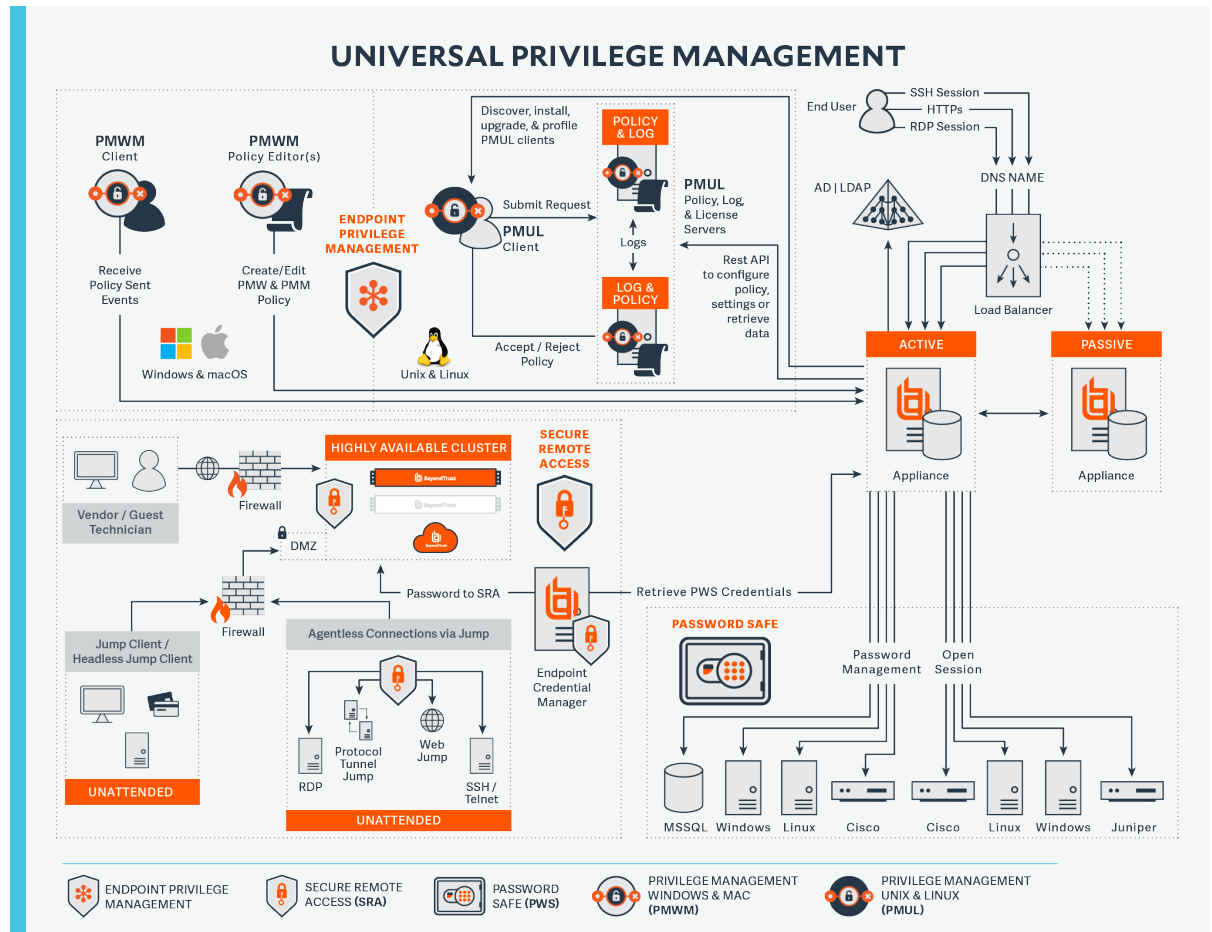 UNIVERSAL PRIVILEGE MANAGEMENT
PMWM
Client
PMWM
Policy Editor(s)
Receive
Policy Sent
Events
Create/Edit
PMW & PMM
Policy
Windows & macOS
ENDPOINT
PRIVILEGE
MANAGEMENT
Discover, install,
upgrade, & profile
PMUL clients
Submit Request
PMUL
Client
Accept / Reject
Policy
Unix & Linux
POLICY
& LOG
Logs
LOG &
POLICY
PMUL
Policy, Log,
& License
Servers
Rest API
to configure
policy,
settings or
retrieve
data
End User
SSH Session
HTTPs
RDP Session
DNS NAME
AD | LDAP
Load Balancer
ACTIVE
Appliance
PASSIVE
Appliance
Vendor / Guest
Technician
Firewall
HIGHLY AVAILABLE CLUSTER
BeyondTrust
BeyondTrust
BeyondTrust
DMZ
SECURE
REMOTE
ACCESS
Firewall
Password to SRA
Retrieve PWS Credentials
Jump Client /
Headless Jump Client
UNATTENDED
Agentless Connections via Jump
RDP
Protocol
Tunnel
Jump
Web
Jump
SSH /
Telnet
UNATTENDED
Endpoint
Credential
Manager
PASSWORD SAFE
Password
Management
Open
Session
MSSQL
Windows
Linux
Cisco
Cisco
Linux
Windows
Juniper
ENDPOINT PRIVILEGE
MANAGEMENT
SECURE REMOTE
ACCESS (SRA)
PASSWORD
SAFE (PWS)
PRIVILEGE MANAGEMENT
WINDOWS & MAC
(PMWM)
PRIVILEGE MANAGEMENT
UNIX & LINUX
(PMUL)